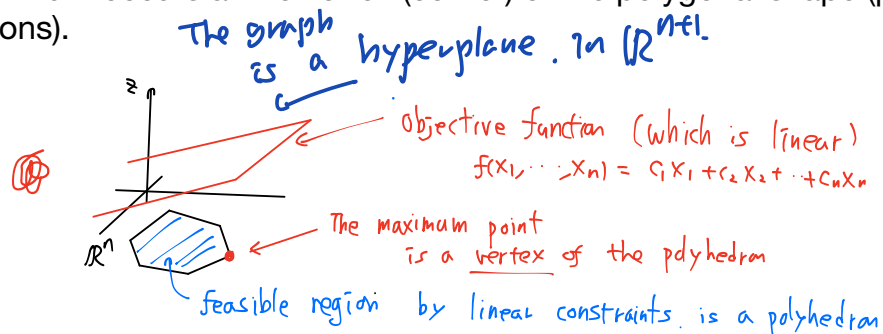 ons).
The graph
is a hyperplane. in ℝⁿ⁺¹.
z
objective function (which is linear)
f(x₁, ..., xₙ) = c₁x₁ + c₂x₂ + ... + cₙxₙ
ℝⁿ
The maximum point
is a vertex of the polyhedron
feasible region by linear constraints. is a polyhedron